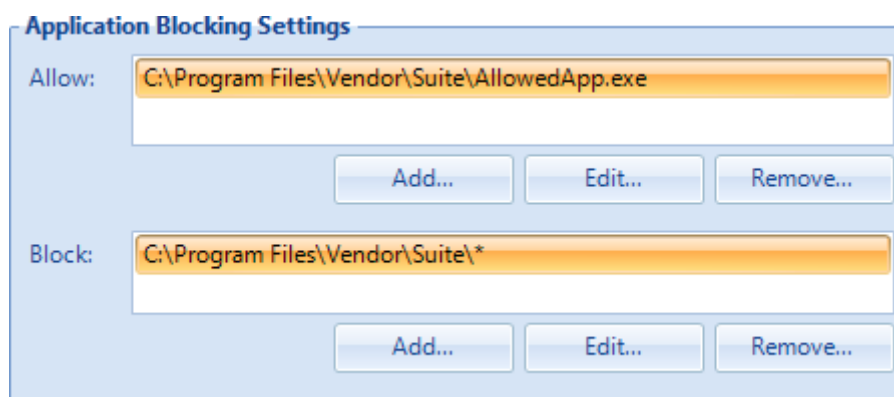 Application Blocking Settings
Allow: C:\Program Files\Vendor\Suite\AllowedApp.exe
Add... Edit... Remove...
Block: C:\Program Files\Vendor\Suite\*
Add... Edit... Remove...